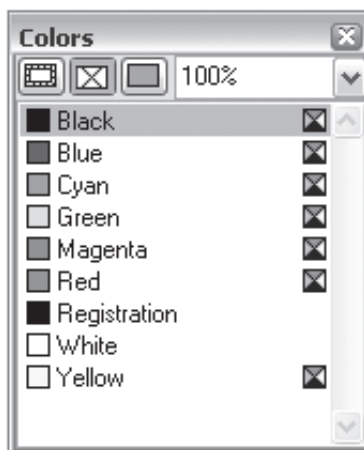 Colors
100%
Black
Blue
Cyan
Green
Magenta
Red
Registration
White
Yellow